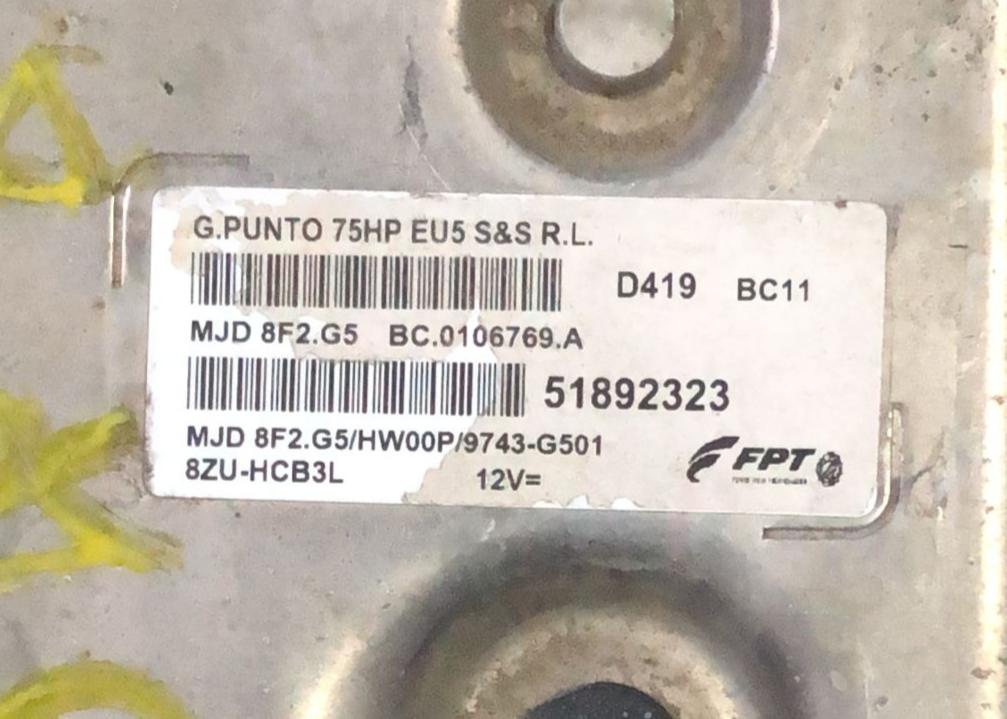 G.PUNTO 75HP EU5 S&S R.L.
D419 BC11
MJD 8F2.G5 BC.0106769.A
51892323
MJD 8F2.G5/HW00P/9743-G501
8ZU-HCB3L 12V=
FPT